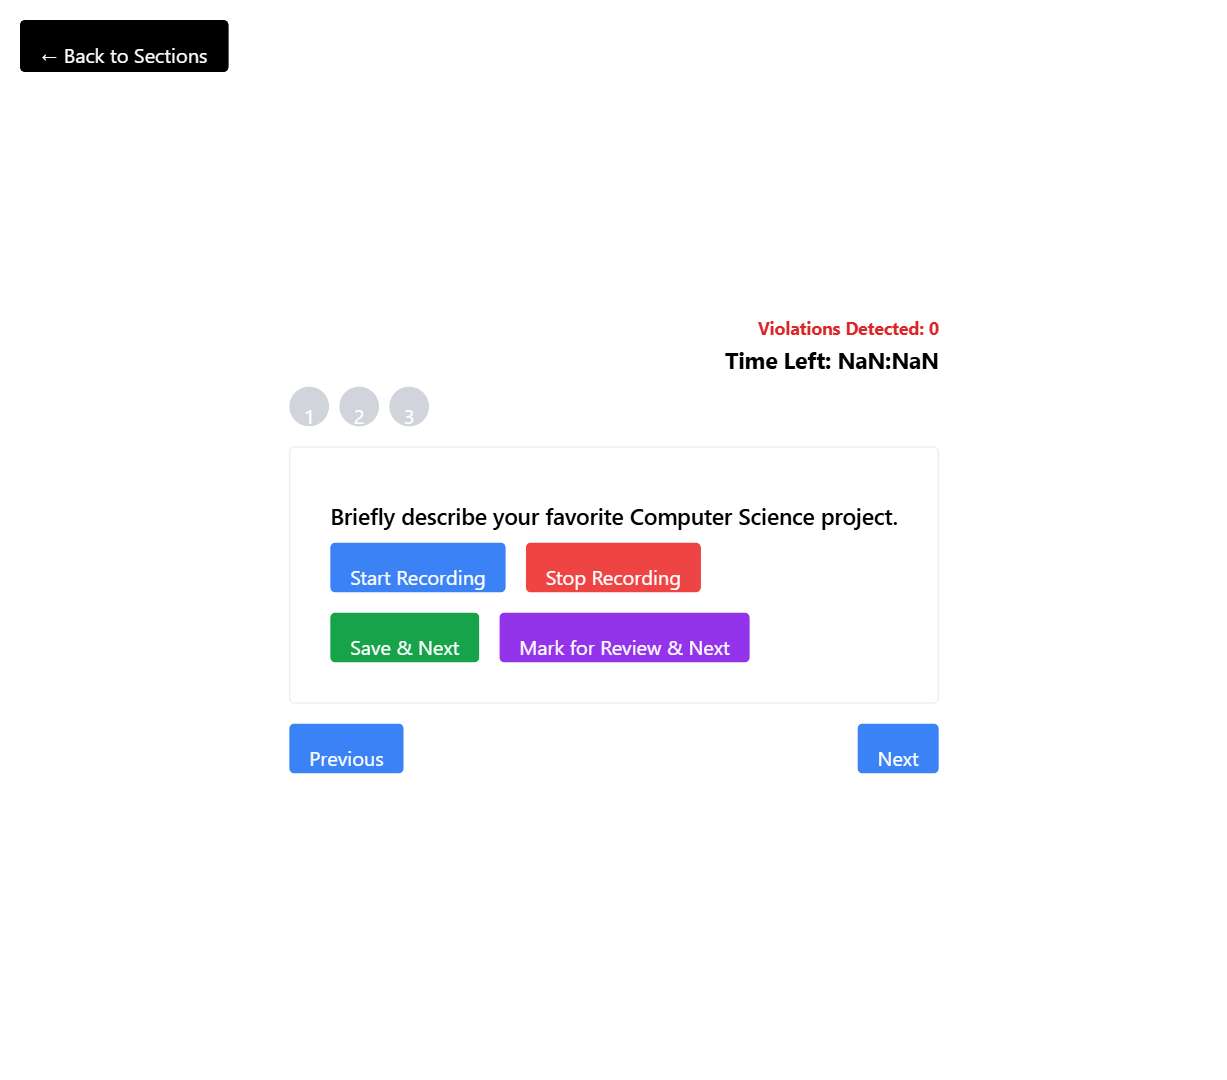 ← Back to Sections
Violations Detected: 0
Time Left: NaN:NaN
1 2 3
Briefly describe your favorite Computer Science project.
Start Recording Stop Recording
Save & Next Mark for Review & Next
Previous Next